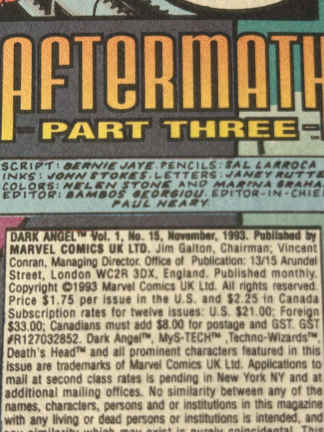 AFTERMATH
PART THREE
SCRIPT: BERNIE JAYE. PENCILS: SAL LARROCA
INKS: JOHN STOKES. LETTERS: JANEY RUTTE
COLORS: HELEN STONE AND MARINA GRAHA
EDITOR: BAMBOS GEORGIOU. EDITOR-IN-CHIEF:
PAUL NEARY.
DARK ANGEL™ Vol. 1, No. 15, November, 1993. Published by
MARVEL COMICS UK LTD. Jim Galton, Chairman; Vincent
Conran, Managing Director. Office of Publication: 13/15 Arundel
Street, London WC2R 3DX, England. Published monthly.
Copyright ©1993 Marvel Comics UK Ltd. All rights reserved.
Price $1.75 per issue in the U.S. and $2.25 in Canada
Subscription rates for twelve issues: U.S. $21.00; Foreign
$33.00; Canadians must add $8.00 for postage and GST. GST
#R127032852. Dark Angel™, MyS-TECH™ ,Techno-Wizards™,
Death's Head™ and all prominent characters featured in this
issue are trademarks of Marvel Comics UK Ltd. Applications to
mail at second class rates is pending in New York NY and at
additional mailing offices. No similarity between any of the
names, characters, persons and or institutions in this magazine
with any living or dead persons or institutions is intended, and
any similarity which may exist is purely coincidental. This